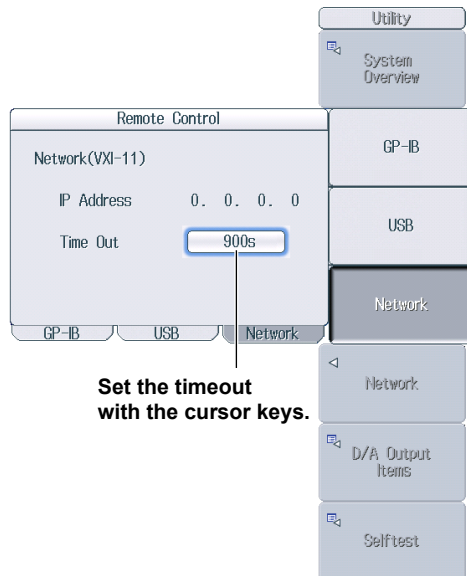 Utility
System
Overview
Remote Control
Network(VXI-11)
IP Address 0. 0. 0. 0
Time Out 900s
GP-IB USB Network
Set the timeout
with the cursor keys.
GP-IB
USB
Network
Network
D/A Output
Items
Selftest